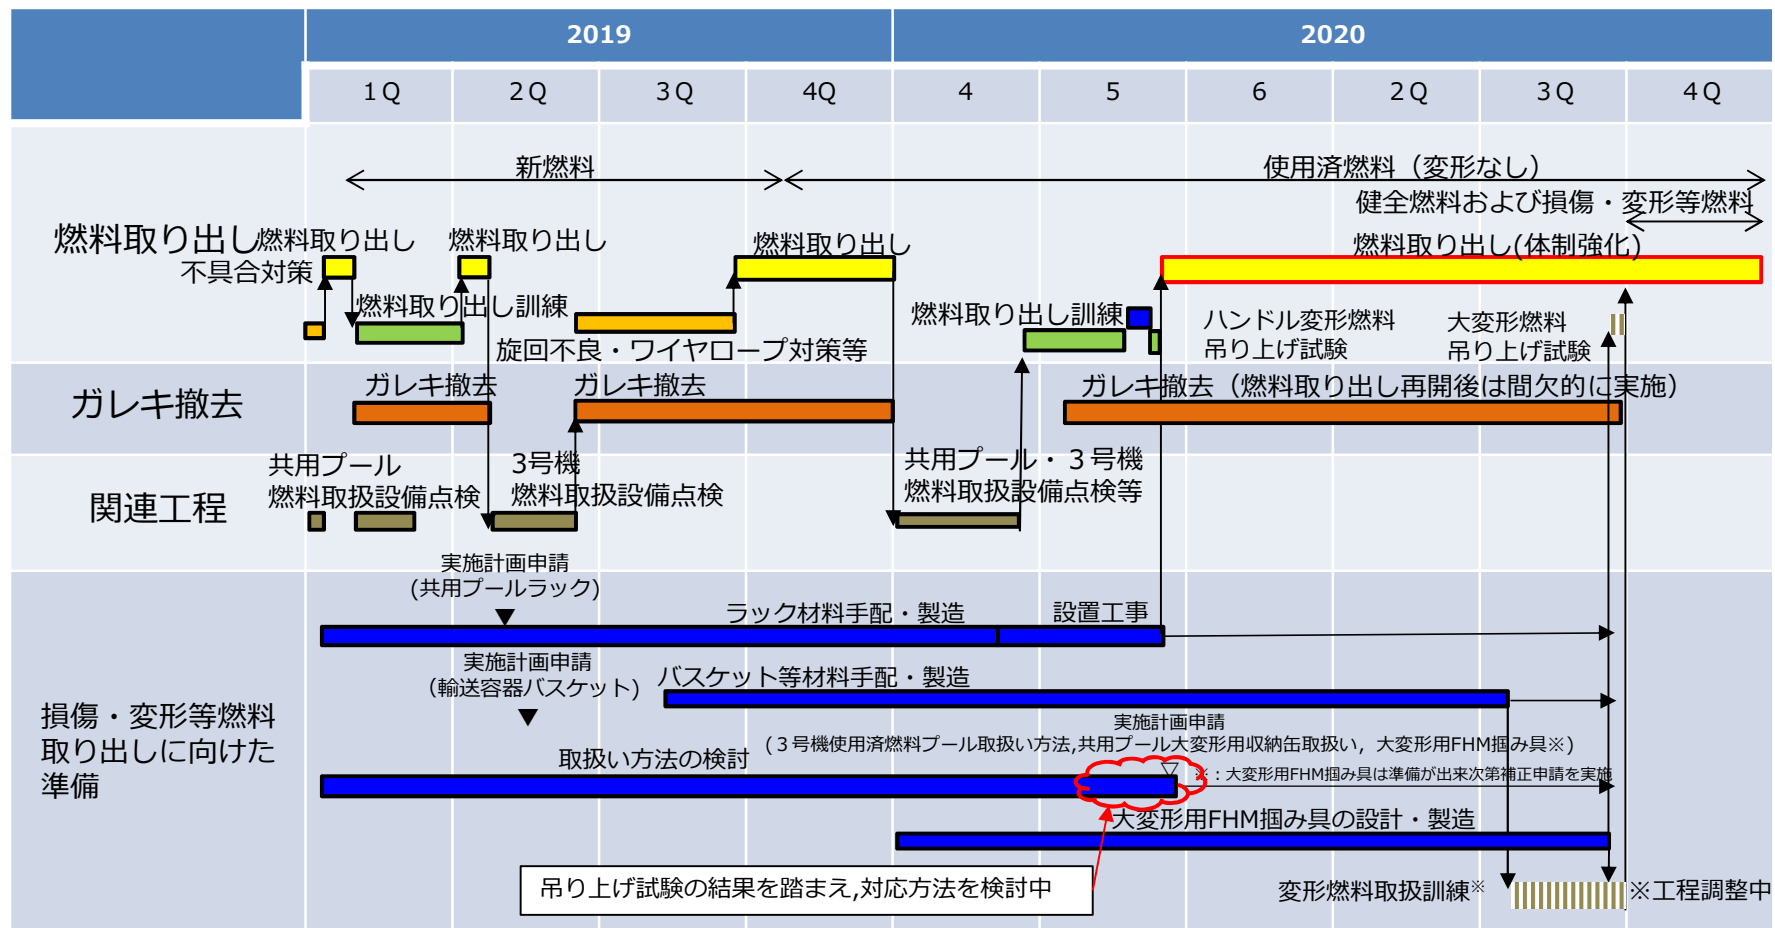 2019
2020
1Q
2Q
3Q
4Q
4
5
6
2Q
3Q
4Q
新燃料
使用済燃料（変形なし）
健全燃料および損傷・変形等燃料
燃料取り出し
燃料取り出し
燃料取り出し
燃料取り出し
燃料取り出し(体制強化)
不具合対策
燃料取り出し訓練
旋回不良・ワイヤロープ対策等
燃料取り出し訓練
ハンドル変形燃料
吊り上げ試験
大変形燃料
吊り上げ試験
ガレキ撤去
ガレキ撤去
ガレキ撤去
ガレキ撤去（燃料取り出し再開後は間欠的に実施）
関連工程
共用プール
燃料取扱設備点検
3号機
燃料取扱設備点検
共用プール・３号機
燃料取扱設備点検等
損傷・変形等燃料
取り出しに向けた
準備
実施計画申請
(共用プールラック)
ラック材料手配・製造
設置工事
実施計画申請
(輸送容器バスケット)
バスケット等材料手配・製造
実施計画申請
(３号機使用済燃料プール取扱い方法,共用プール大変形用収納缶取扱い，大変形用FHM掴み具※)
取扱い方法の検討
※：大変形用FHM掴み具は準備が出来次第補正申請を実施
大変形用FHM掴み具の設計・製造
吊り上げ試験の結果を踏まえ,対応方法を検討中
変形燃料取扱訓練※
※工程調整中